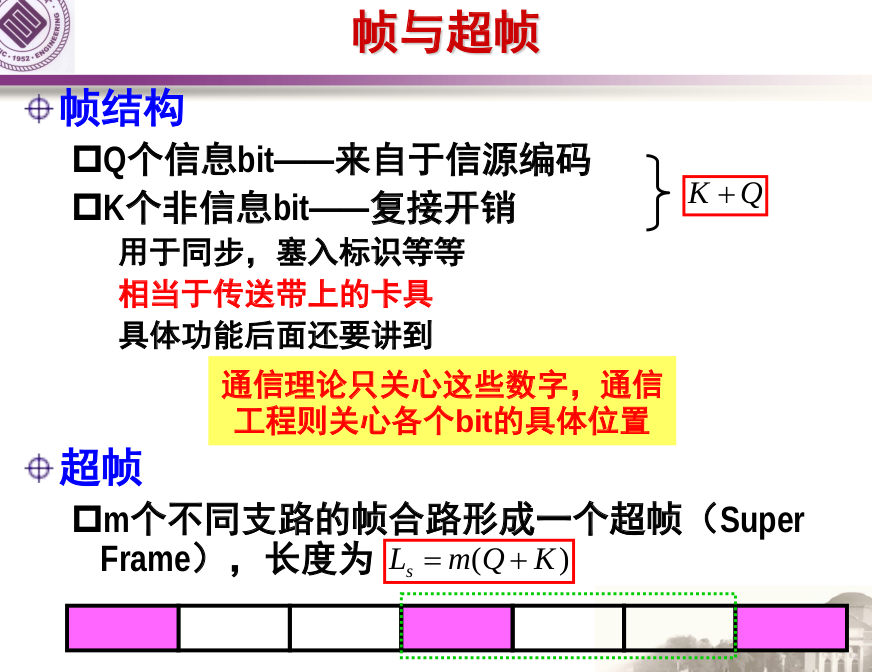 帧与超帧
IC · 1952 · ENGINEERING
帧结构
Q个信息bit——来自于信源编码
K个非信息bit——复接开销
K + Q
用于同步，塞入标识等等
相当于传送带上的卡具
具体功能后面还要讲到
通信理论只关心这些数字，通信
工程则关心各个bit的具体位置
超帧
m个不同支路的帧合路形成一个超帧（Super
Frame），长度为 Ls = m(Q + K)